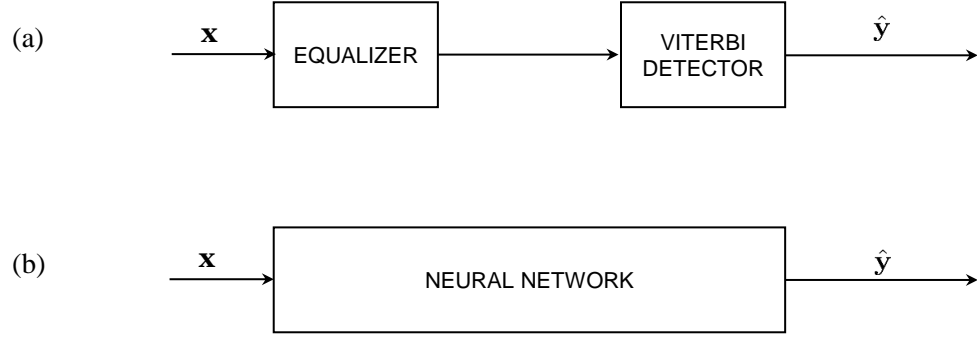 (a)
x
EQUALIZER
VITERBI
DETECTOR
ŷ
(b)
x
NEURAL NETWORK
ŷ